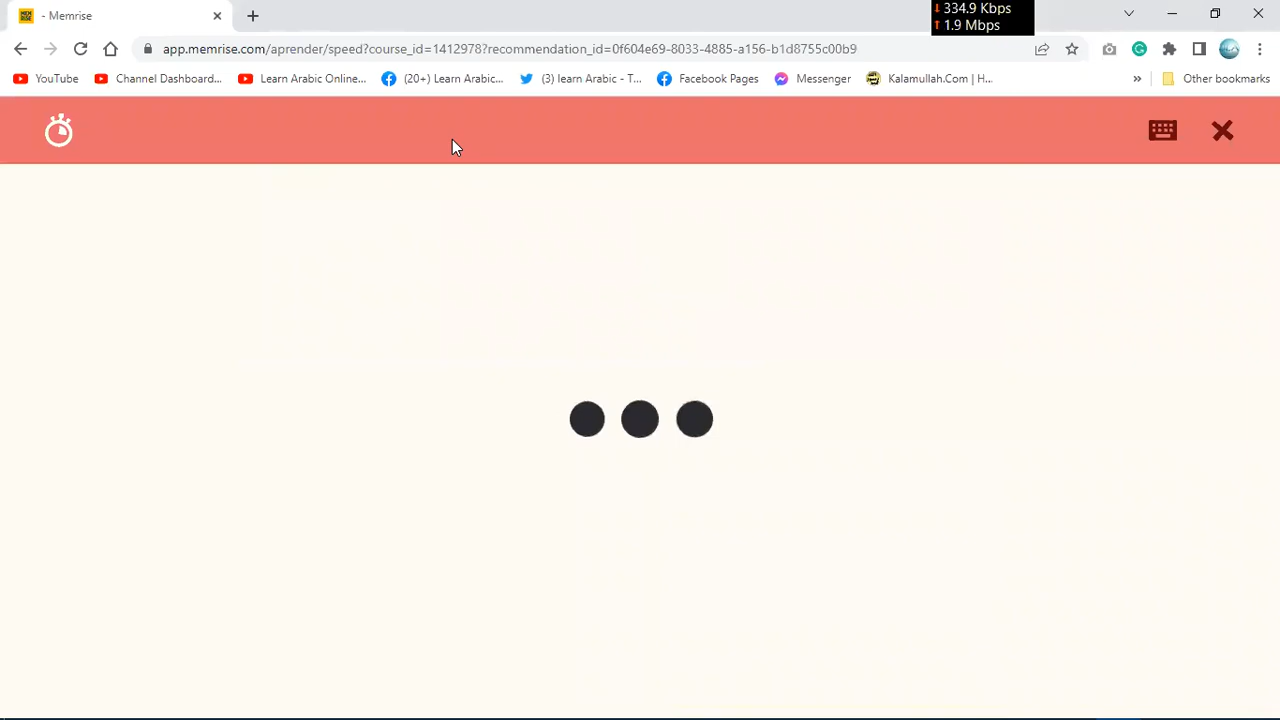 - Memrise
334.9 Kbps
1.9 Mbps
app.memrise.com/aprender/speed?course_id=1412978?recommendation_id=0f604e69-8033-4885-a156-b1d8755c00b9
YouTube
Channel Dashboard...
Learn Arabic Online...
(20+) Learn Arabic...
(3) learn Arabic - T...
Facebook Pages
Messenger
Kalamullah.Com | H...
»
Other bookmarks